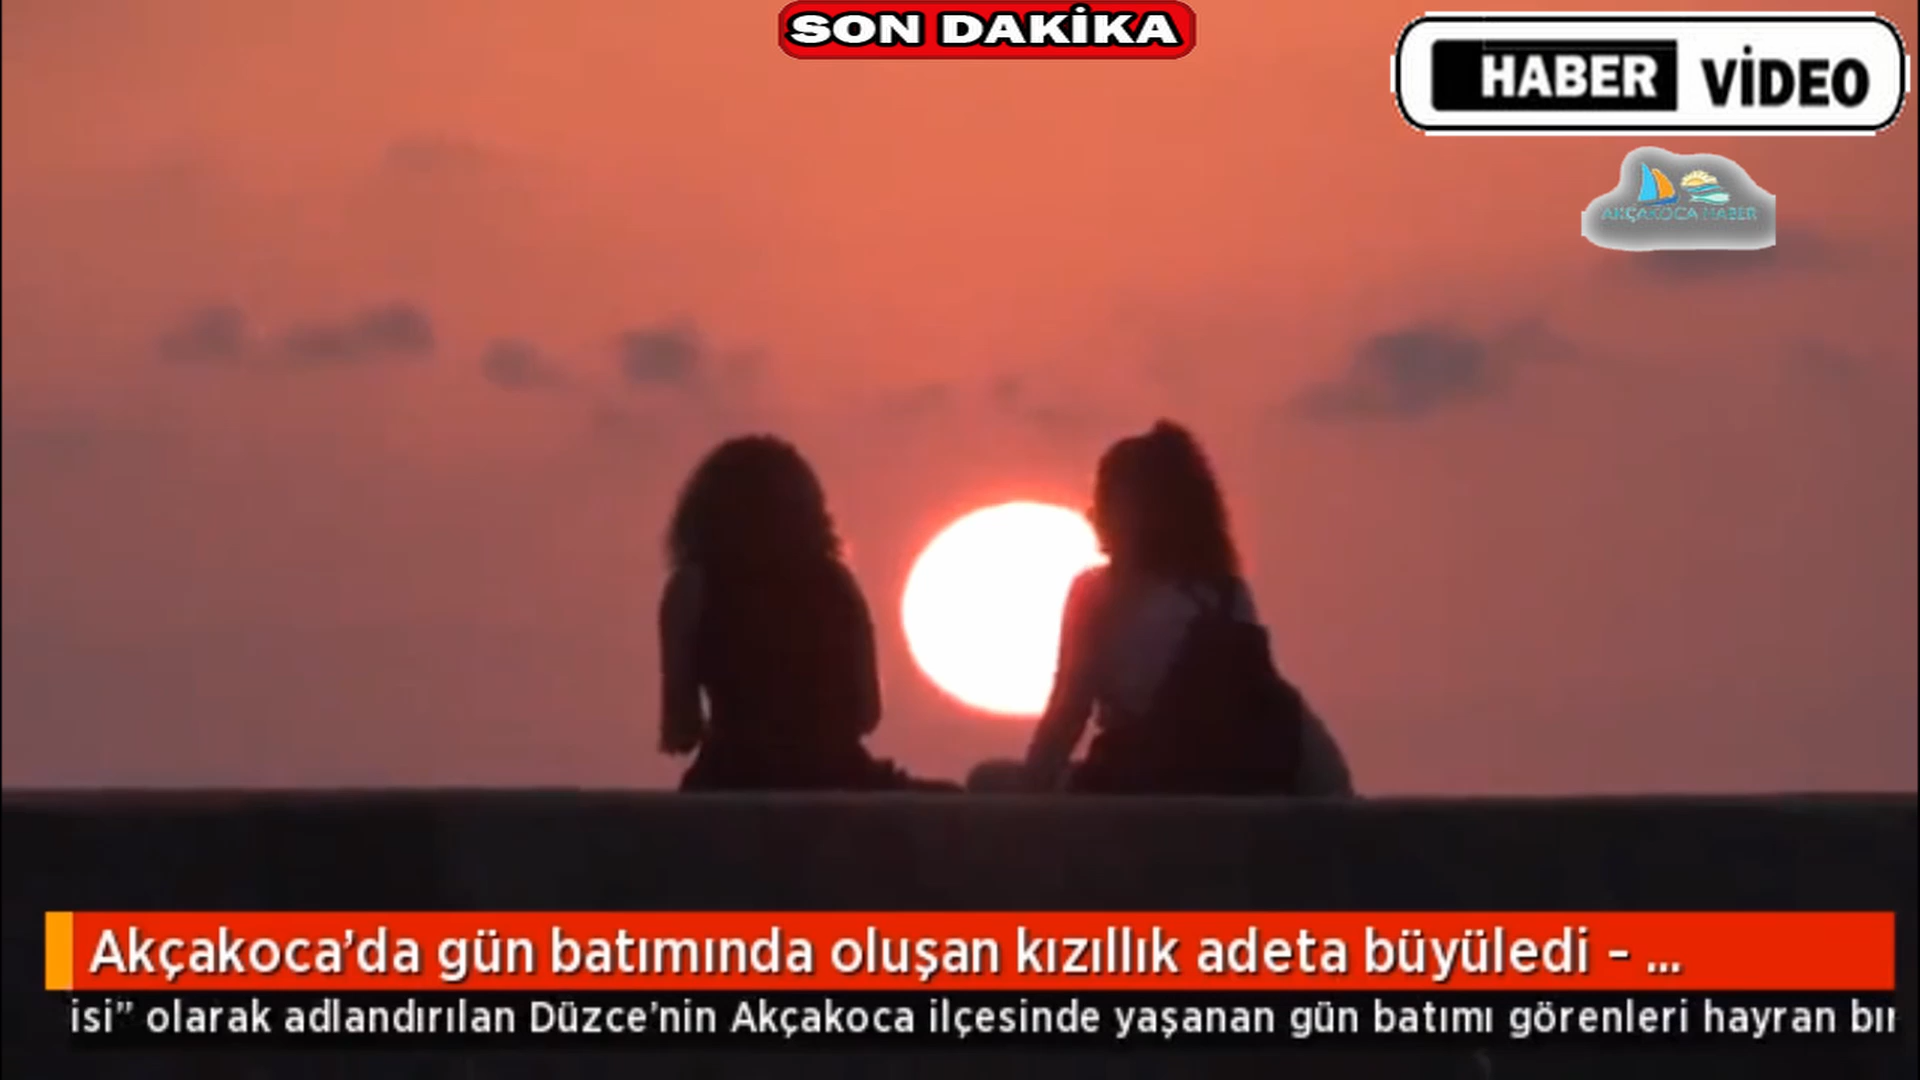 SON DAKİKA
HABER VİDEO
AKÇAKOCA HABER
Akçakoca’da gün batımında oluşan kızıllık adeta büyüledi - ...
isi” olarak adlandırılan Düzce’nin Akçakoca ilçesinde yaşanan gün batımı görenleri hayran